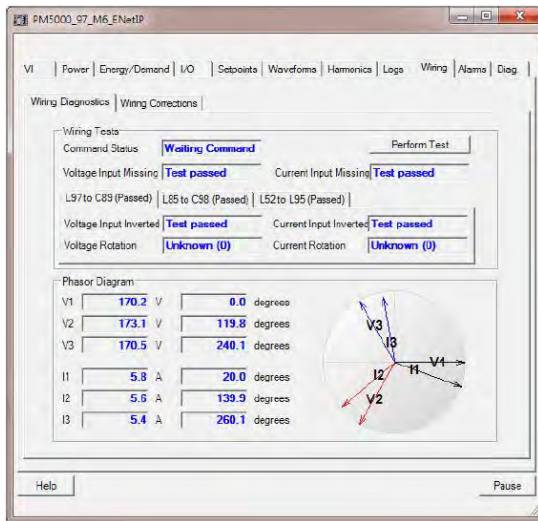 PM5000_97_M6_ENetIP
VI Power Energy/Demand I/O Setpoints Waveforms Harmonics Logs Wiring Alarms Diag.
Wiring Diagnostics Wiring Corrections
Wiring Tests
Command Status Waiting Command Perform Test
Voltage Input Missing Test passed Current Input Missing Test passed
L97 to C89 (Passed) L85 to C98 (Passed) L52 to L95 (Passed)
Voltage Input Inverted Test passed Current Input Inverted Test passed
Voltage Rotation Unknown (0) Current Rotation Unknown (0)
Phasor Diagram
V1 170.2 V 0.0 degrees
V2 173.1 V 119.8 degrees
V3 170.5 V 240.1 degrees
I1 5.8 A 20.0 degrees
I2 5.6 A 139.9 degrees
I3 5.4 A 260.1 degrees
V3
I3
V1
I1
I2
V2
Help Pause